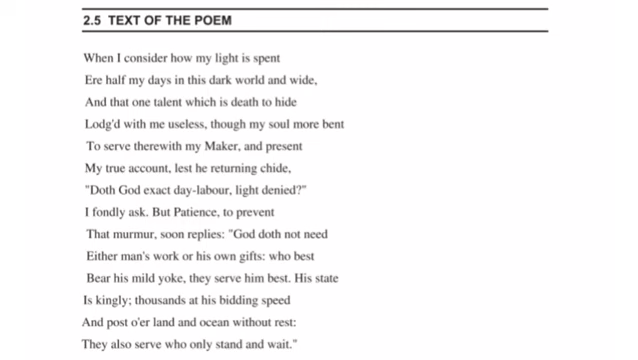 2.5 TEXT OF THE POEM
When I consider how my light is spent
Ere half my days in this dark world and wide,
And that one talent which is death to hide
Lodg'd with me useless, though my soul more bent
To serve therewith my Maker, and present
My true account, lest he returning chide,
"Doth God exact day-labour, light denied?"
I fondly ask. But Patience, to prevent
That murmur, soon replies: "God doth not need
Either man's work or his own gifts: who best
Bear his mild yoke, they serve him best. His state
Is kingly; thousands at his bidding speed
And post o'er land and ocean without rest:
They also serve who only stand and wait."